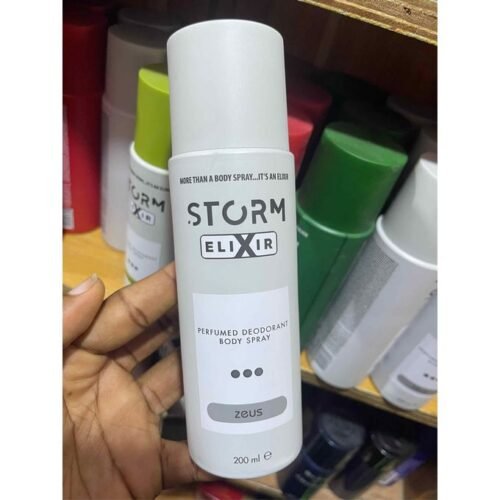 MORE THAN A BODY SPRAY...IT'S AN ELIXIR
STORM
ELIXIR
PERFUMED DEODORANT
BODY SPRAY
zeus
200 ml e